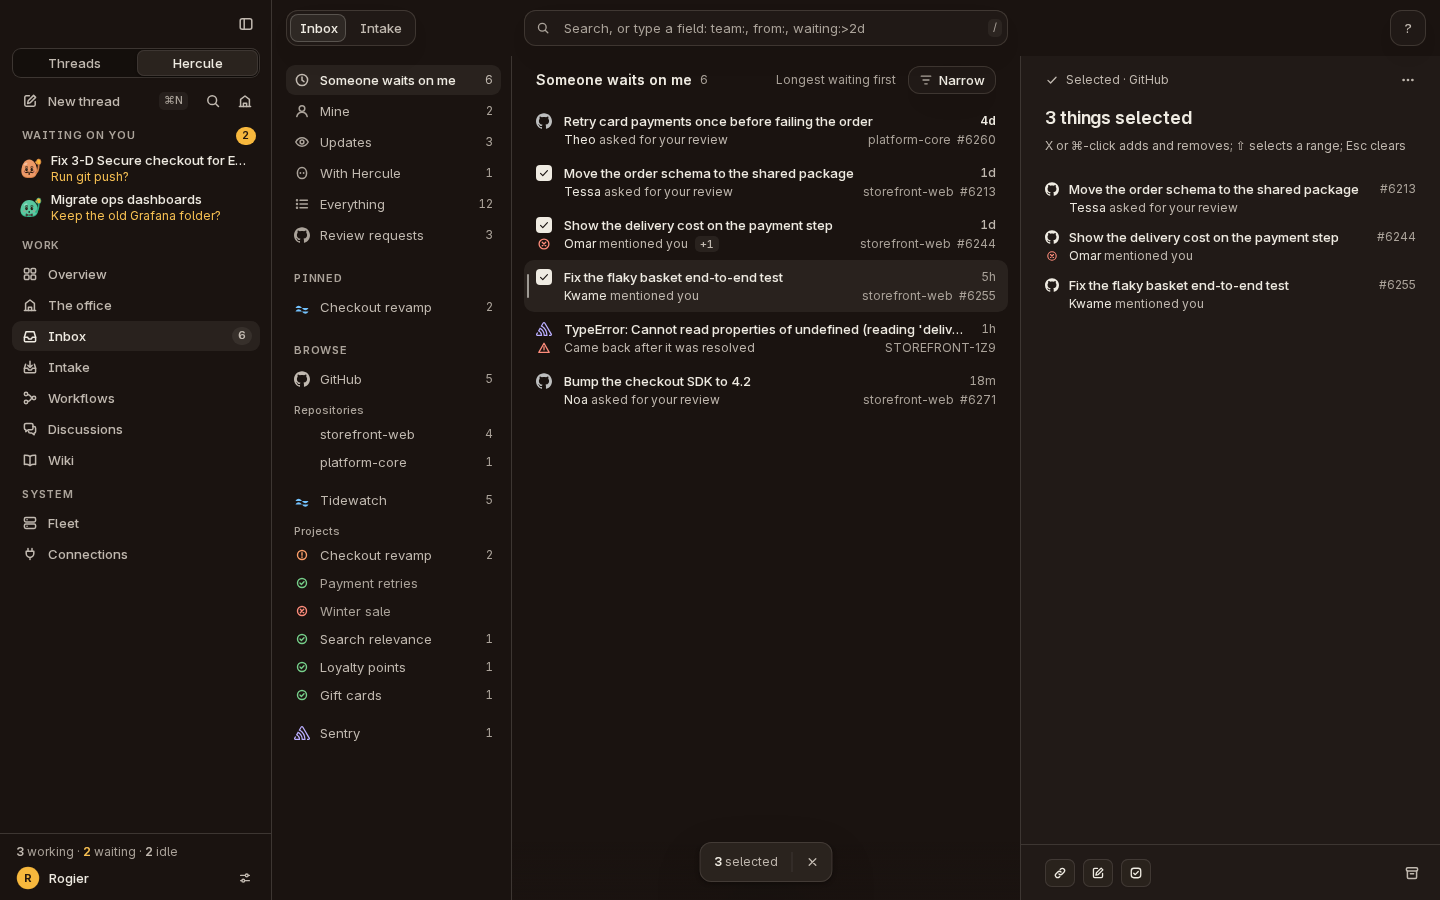 Threads
Hercule
New thread
⌘N
WAITING ON YOU
2
Fix 3-D Secure checkout for E…
Run git push?
Migrate ops dashboards
Keep the old Grafana folder?
WORK
Overview
The office
Inbox
6
Intake
Workflows
Discussions
Wiki
SYSTEM
Fleet
Connections
3 working · 2 waiting · 2 idle
R
Rogier
Inbox
Intake
Someone waits on me
6
Mine
2
Updates
3
With Hercule
1
Everything
12
Review requests
3
PINNED
Checkout revamp
2
BROWSE
GitHub
5
Repositories
storefront-web
4
platform-core
1
Tidewatch
5
Projects
Checkout revamp
2
Payment retries
Winter sale
Search relevance
1
Loyalty points
1
Gift cards
1
Sentry
1
Search, or type a field: team:, from:, waiting:>2d
/
?
Someone waits on me 6
Longest waiting first
Narrow
Retry card payments once before failing the order
4d
Theo asked for your review
platform-core #6260
Move the order schema to the shared package
1d
Tessa asked for your review
storefront-web #6213
Show the delivery cost on the payment step
1d
Omar mentioned you +1
storefront-web #6244
Fix the flaky basket end-to-end test
5h
Kwame mentioned you
storefront-web #6255
TypeError: Cannot read properties of undefined (reading 'deliv…
1h
Came back after it was resolved
STOREFRONT-1Z9
Bump the checkout SDK to 4.2
18m
Noa asked for your review
storefront-web #6271
3 selected
Selected · GitHub
3 things selected
X or ⌘-click adds and removes; ⇧ selects a range; Esc clears
Move the order schema to the shared package
#6213
Tessa asked for your review
Show the delivery cost on the payment step
#6244
Omar mentioned you
Fix the flaky basket end-to-end test
#6255
Kwame mentioned you